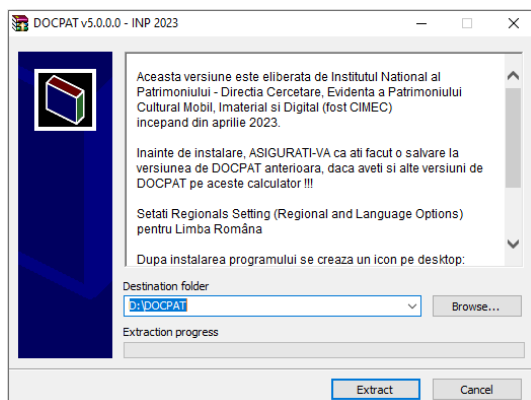 DOCPAT v5.0.0.0 - INP 2023
Aceasta versiune este eliberata de Institutul National al
Patrimoniului - Directia Cercetare, Evidenta a Patrimoniului
Cultural Mobil, Imaterial si Digital (fost CIMEC)
incepand din aprilie 2023.
Inainte de instalare, ASIGURATI-VA ca ati facut o salvare la
versiunea de DOCPAT anterioara, daca aveti si alte versiuni de
DOCPAT pe aceste calculator !!!
Setati Regionals Setting (Regional and Language Options)
pentru Limba Româna
Dupa instalarea programului se creaza un icon pe desktop:
Destination folder
D:\DOCPAT
Browse...
Extraction progress
Extract
Cancel